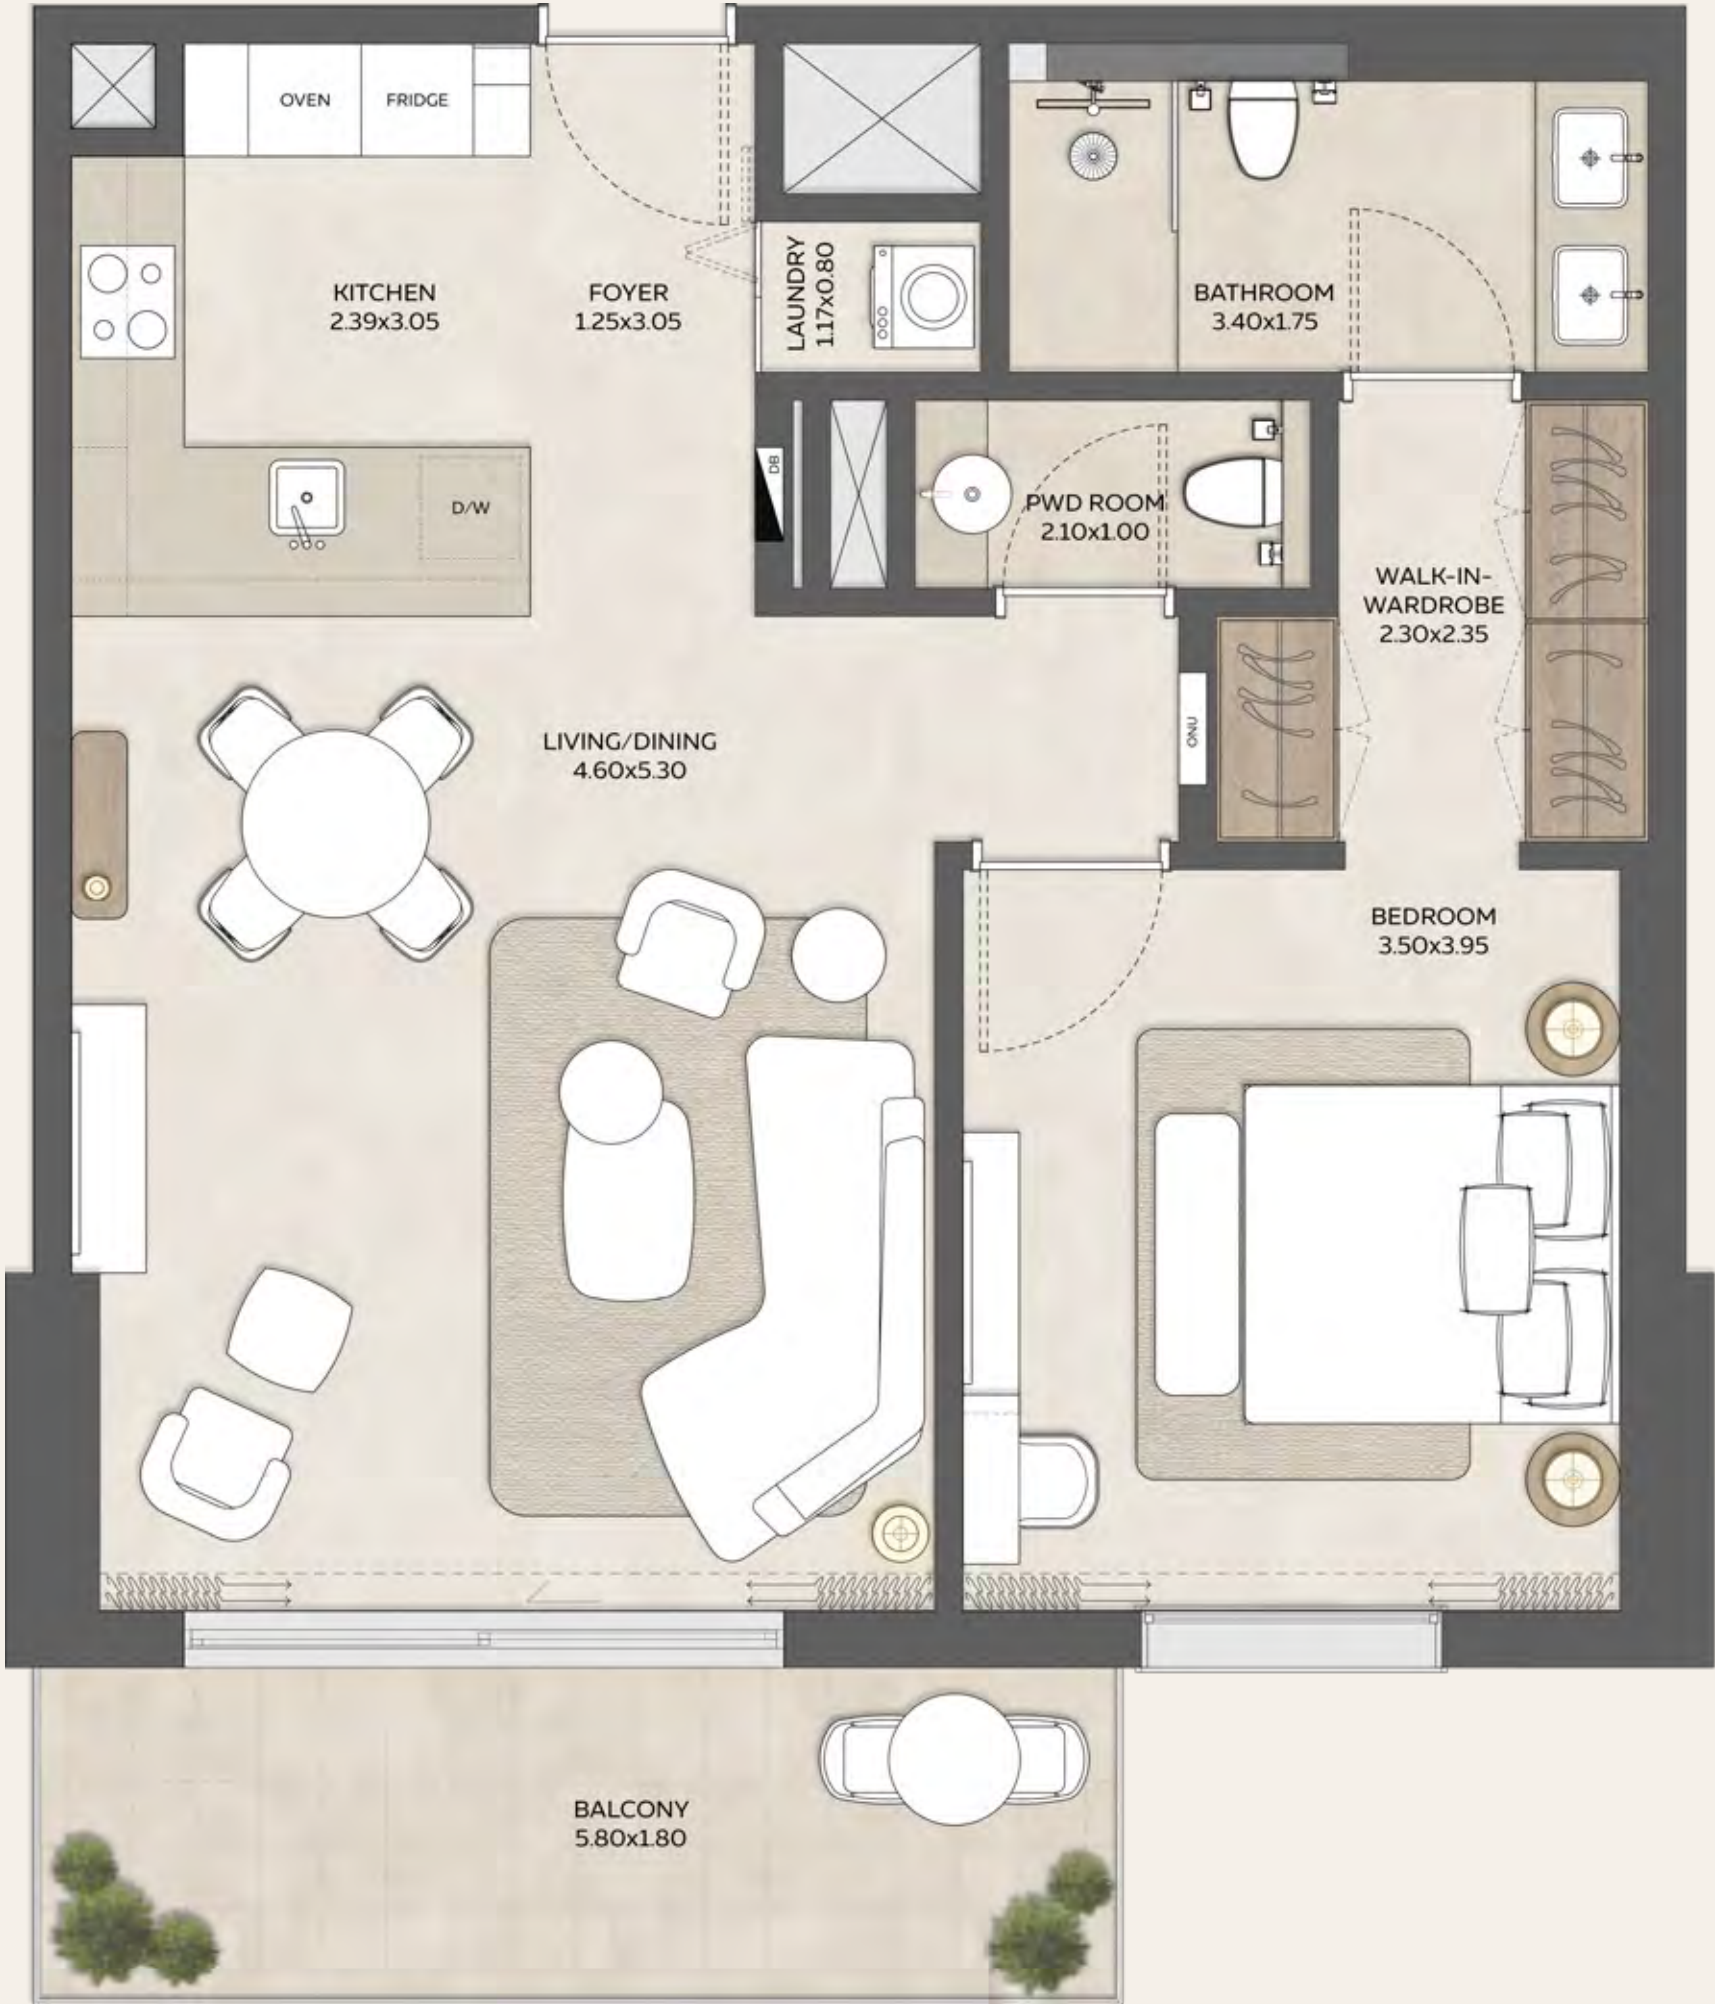 OVEN
FRIDGE
KITCHEN
2.39x3.05
FOYER
1.25x3.05
LAUNDRY
1.17x0.80
BATHROOM
3.40x1.75
DB
D/W
PWD ROOM
2.10x1.00
WALK-IN-
WARDROBE
2.30x2.35
LIVING/DINING
4.60x5.30
ONU
BEDROOM
3.50x3.95
BALCONY
5.80x1.80